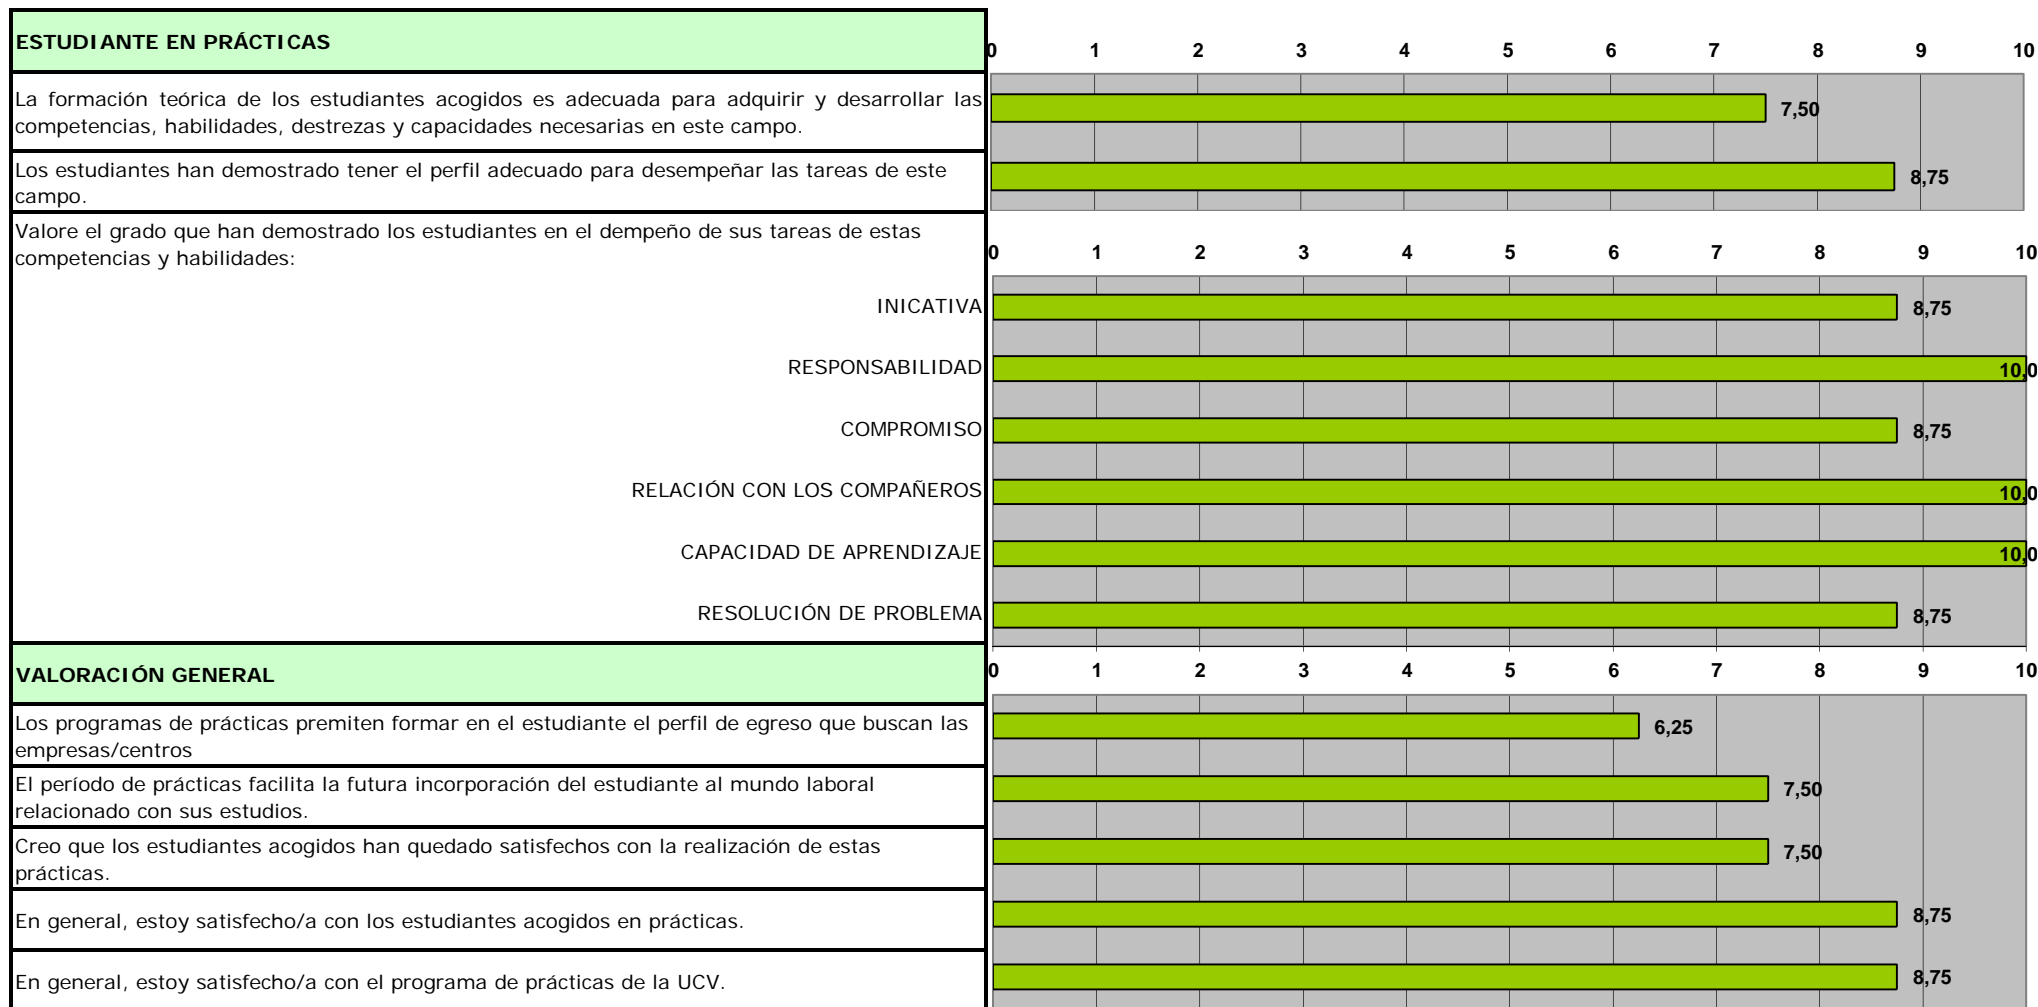 ESTUDIANTE EN PRÁCTICAS
0 1 2 3 4 5 6 7 8 9 10
La formación teórica de los estudiantes acogidos es adecuada para adquirir y desarrollar las
competencias, habilidades, destrezas y capacidades necesarias en este campo.
7,50
Los estudiantes han demostrado tener el perfil adecuado para desempeñar las tareas de este
campo.
8,75
Valore el grado que han demostrado los estudiantes en el dempeño de sus tareas de estas
competencias y habilidades:
0 1 2 3 4 5 6 7 8 9 10
INICATIVA 8,75
RESPONSABILIDAD 10,0
COMPROMISO 8,75
RELACIÓN CON LOS COMPAÑEROS 10,0
CAPACIDAD DE APRENDIZAJE 10,0
RESOLUCIÓN DE PROBLEMA 8,75
VALORACIÓN GENERAL
0 1 2 3 4 5 6 7 8 9 10
Los programas de prácticas premiten formar en el estudiante el perfil de egreso que buscan las
empresas/centros
6,25
El período de prácticas facilita la futura incorporación del estudiante al mundo laboral
relacionado con sus estudios.
7,50
Creo que los estudiantes acogidos han quedado satisfechos con la realización de estas
prácticas.
7,50
En general, estoy satisfecho/a con los estudiantes acogidos en prácticas. 8,75
En general, estoy satisfecho/a con el programa de prácticas de la UCV. 8,75